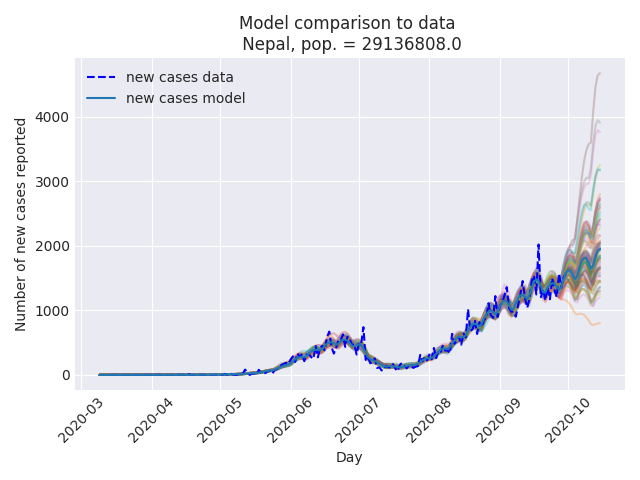 Model comparison to data
Nepal, pop. = 29136808.0
new cases data
new cases model
Number of new cases reported
4000
3000
2000
1000
0
2020-03
2020-04
2020-05
2020-06
2020-07
2020-08
2020-09
2020-10
Day